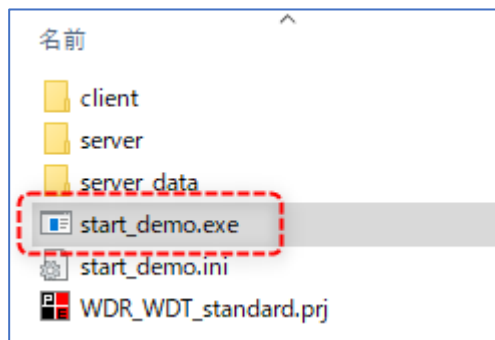 名前
client
server
server_data
start_demo.exe
start_demo.ini
WDR_WDT_standard.prj